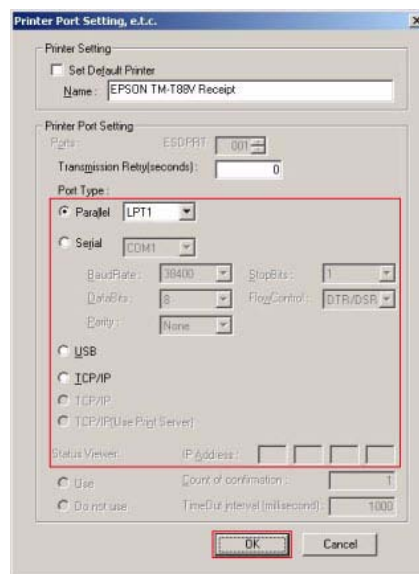 Printer Port Setting, e.t.c.
Printer Setting
Set Default Printer
Name : EPSON TM-T88V Receipt
Printer Port Setting
Ports : ESDPRT 001
Transmission Retry(seconds) : 0
Port Type :
Parallel LPT1
Serial COM1
BaudRate : 38400 StopBits : 1
DataBits : 8 FlowControl : DTR/DSR
Parity : None
USB
TCP/IP
TCP/IP
TCP/IP(Use Print Server)
Status Viewer : IP Address :
Use Count of confirmation : 1
Do not use TimeOut interval (millisecond) : 1000
OK Cancel